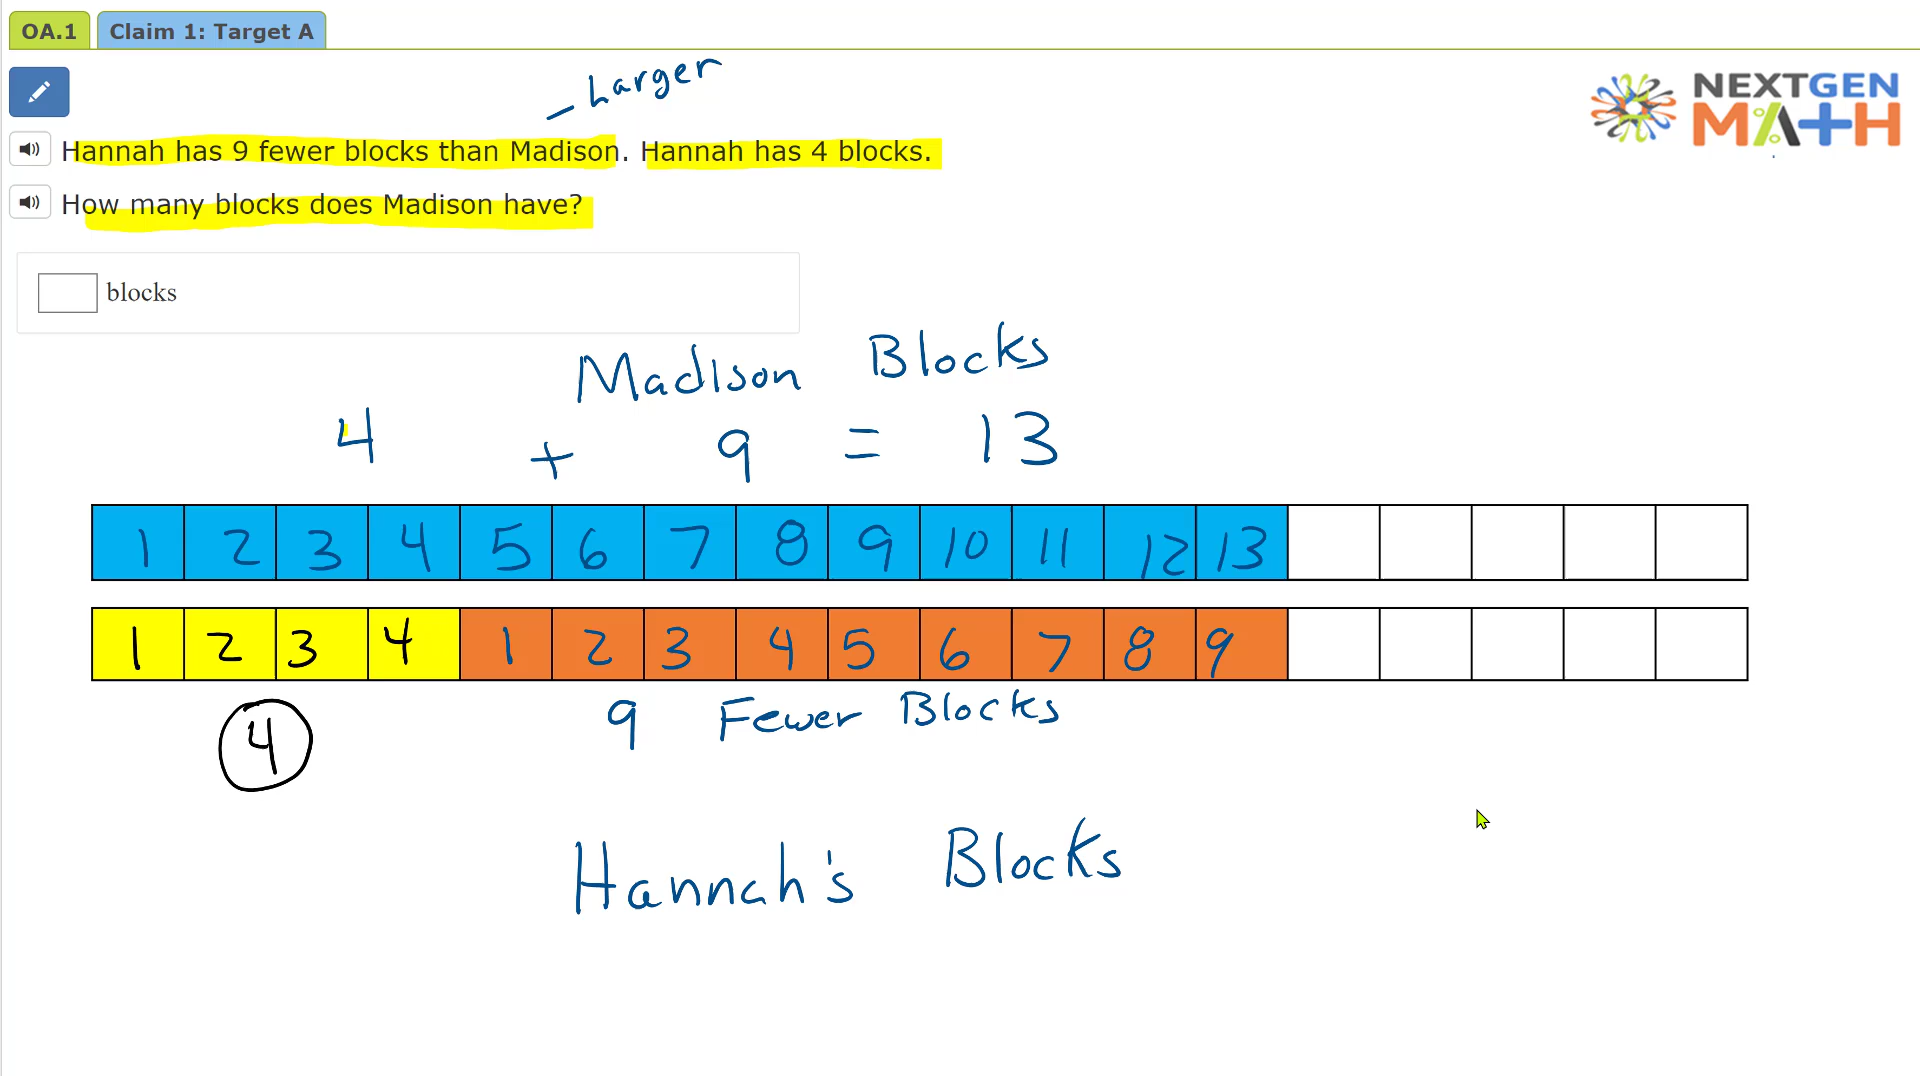 OA.1 Claim 1: Target A
Larger
NEXTGEN
MATH
Hannah has 9 fewer blocks than Madison. Hannah has 4 blocks.
How many blocks does Madison have?
blocks
Madison Blocks
4 + 9 = 13
1 2 3 4 5 6 7 8 9 10 11 12 13
1 2 3 4 1 2 3 4 5 6 7 8 9
9 Fewer Blocks
4
Hannah's Blocks